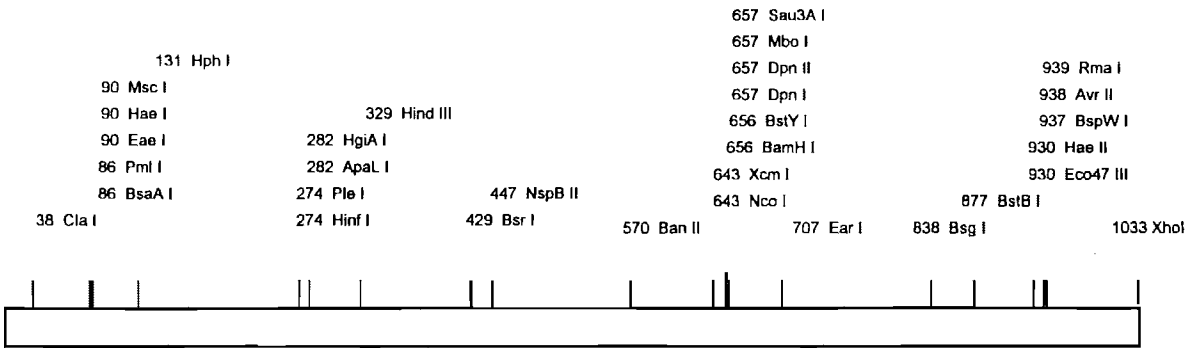 657 Sau3A I
657 Mbo I
131 Hph I
657 Dpn II
939 Rma I
90 Msc I
657 Dpn I
938 Avr II
90 Hae I
329 Hind III
656 BstY I
937 BspW I
90 Eae I
282 HgiA I
656 BamH I
930 Hae II
86 Pml I
282 ApaL I
643 Xcm I
930 Eco47 III
86 BsaA I
274 Ple I
447 NspB II
643 Nco I
877 BstB I
38 Cla I
274 Hinf I
429 Bsr I
570 Ban II
707 Ear I
838 Bsg I
1033 XhoI